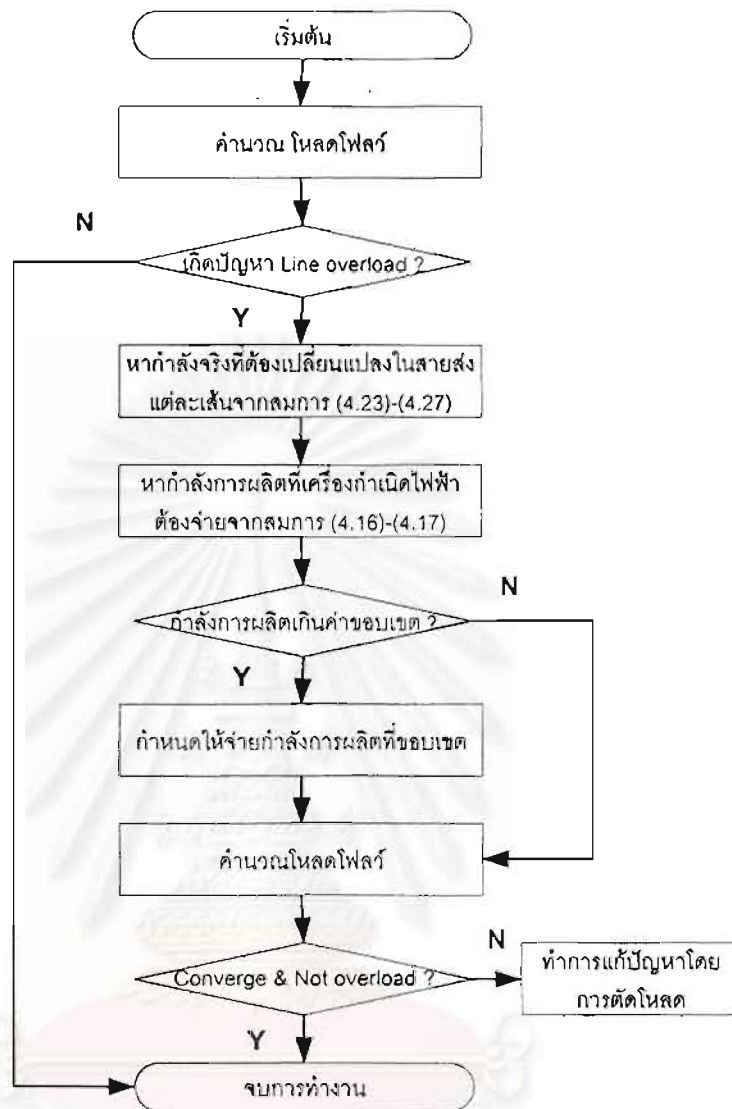 เริ่มต้น
คำนวณ โหลดโฟลว์
N
เกิดปัญหา Line overload ?
Y
หากำลังจริงที่ต้องเปลี่ยนแปลงในสายส่ง
แต่ละเส้นจากสมการ (4.23)-(4.27)
หากำลังการผลิตที่เครื่องกำเนิดไฟฟ้า
ต้องจ่ายจากสมการ (4.16)-(4.17)
N
กำลังการผลิตเกินค่าขอบเขต ?
Y
กำหนดให้จ่ายกำลังการผลิตที่ขอบเขต
คำนวณโหลดโฟลว์
N
Converge & Not overload ?
ทำการแก้ปัญหาโดย
การตัดโหลด
Y
จบการทำงาน